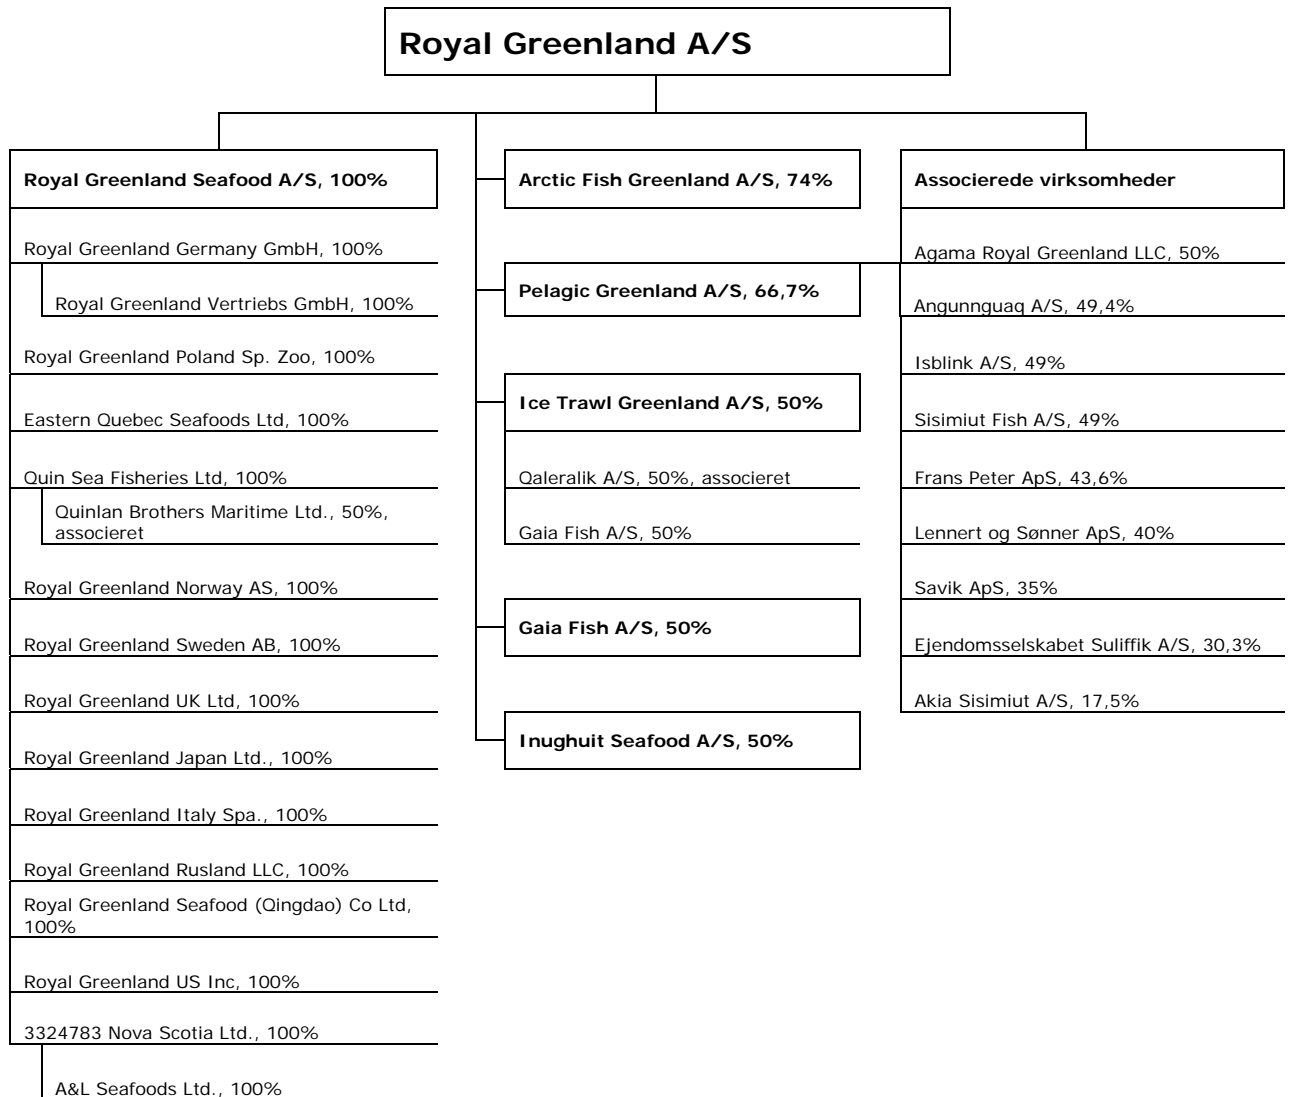 Royal Greenland A/S
Royal Greenland Seafood A/S, 100%
Royal Greenland Germany GmbH, 100%
Royal Greenland Vertriebs GmbH, 100%
Royal Greenland Poland Sp. Zoo, 100%
Eastern Quebec Seafoods Ltd, 100%
Quin Sea Fisheries Ltd, 100%
Quinlan Brothers Maritime Ltd., 50%,
associeret
Royal Greenland Norway AS, 100%
Royal Greenland Sweden AB, 100%
Royal Greenland UK Ltd, 100%
Royal Greenland Japan Ltd., 100%
Royal Greenland Italy Spa., 100%
Royal Greenland Rusland LLC, 100%
Royal Greenland Seafood (Qingdao) Co Ltd,
100%
Royal Greenland US Inc, 100%
3324783 Nova Scotia Ltd., 100%
A&L Seafoods Ltd., 100%
Arctic Fish Greenland A/S, 74%
Pelagic Greenland A/S, 66,7%
Ice Trawl Greenland A/S, 50%
Qaleralik A/S, 50%, associeret
Gaia Fish A/S, 50%
Gaia Fish A/S, 50%
Inughuit Seafood A/S, 50%
Associerede virksomheder
Agama Royal Greenland LLC, 50%
Angunnguaq A/S, 49,4%
Isblink A/S, 49%
Sisimiut Fish A/S, 49%
Frans Peter ApS, 43,6%
Lennert og Sønner ApS, 40%
Savik ApS, 35%
Ejendomsselskabet Suliffik A/S, 30,3%
Akia Sisimiut A/S, 17,5%